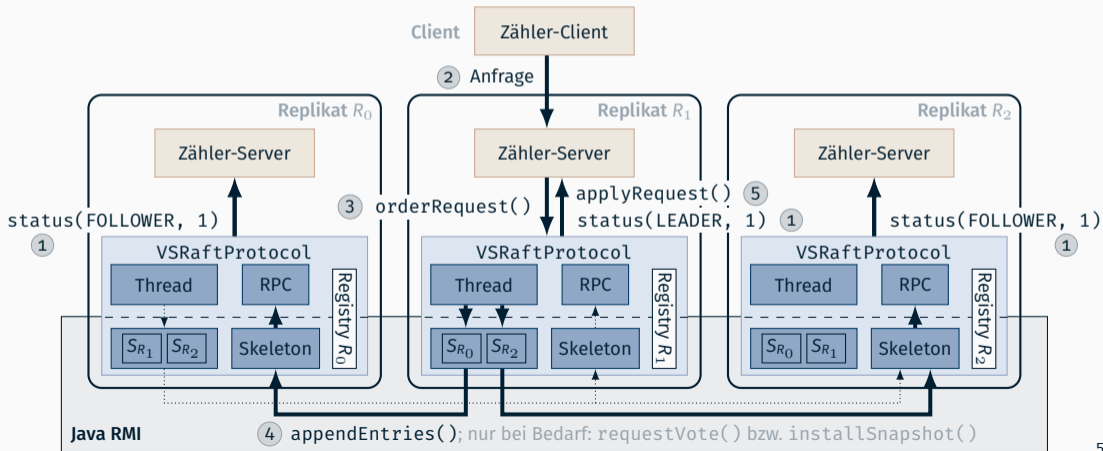 Client
Zähler-Client
2 Anfrage
Replikat R0
Replikat R1
Replikat R2
Zähler-Server
Zähler-Server
Zähler-Server
status(FOLLOWER, 1)
1
3 orderRequest()
applyRequest() 5
status(LEADER, 1) 1
status(FOLLOWER, 1)
1
VSRaftProtocol
Thread
RPC
SR1 SR2
Skeleton
Registry R0
VSRaftProtocol
Thread
RPC
SR0 SR2
Skeleton
Registry R1
VSRaftProtocol
Thread
RPC
SR0 SR1
Skeleton
Registry R2
Java RMI
4 appendEntries(); nur bei Bedarf: requestVote() bzw. installSnapshot()
5